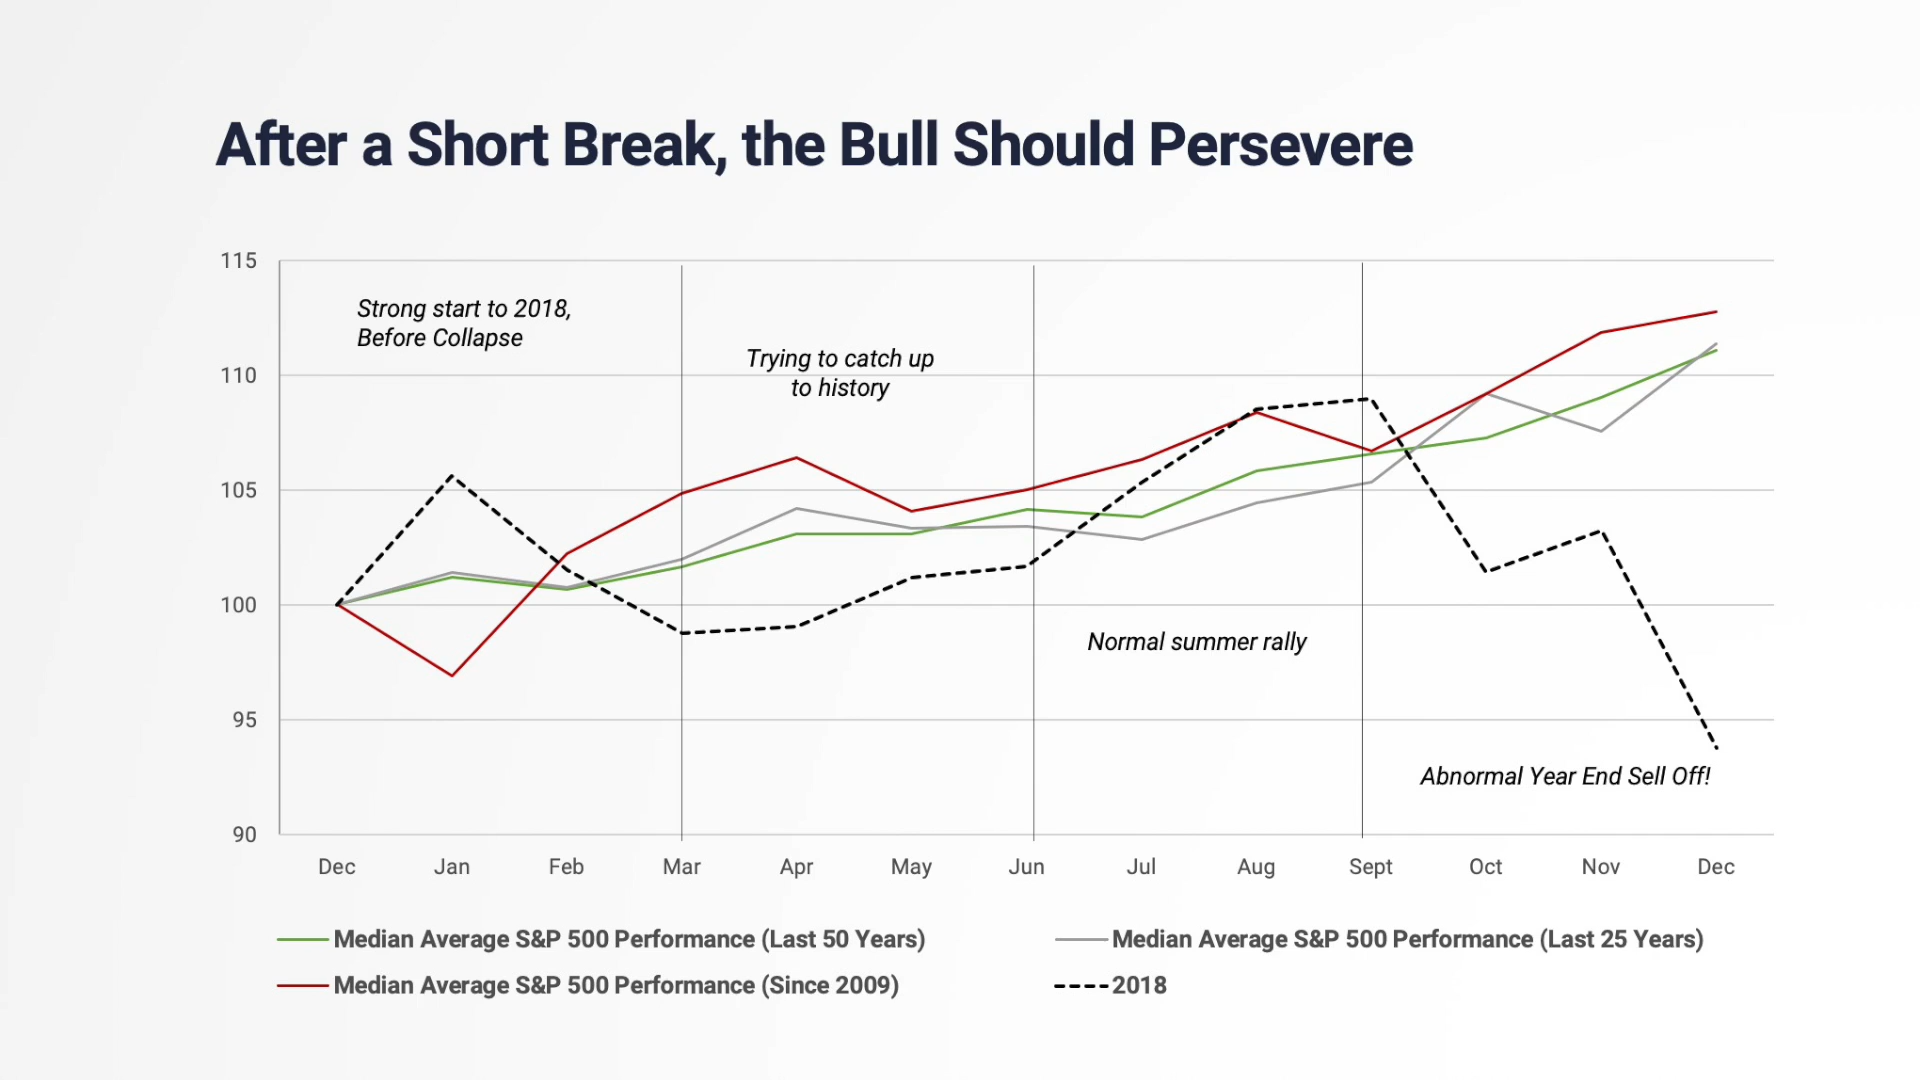 After a Short Break, the Bull Should Persevere
115
Strong start to 2018,
Before Collapse
Trying to catch up
to history
110
105
100
Normal summer rally
95
Abnormal Year End Sell Off!
90
Dec Jan Feb Mar Apr May Jun Jul Aug Sept Oct Nov Dec
Median Average S&P 500 Performance (Last 50 Years) Median Average S&P 500 Performance (Last 25 Years)
Median Average S&P 500 Performance (Since 2009) 2018